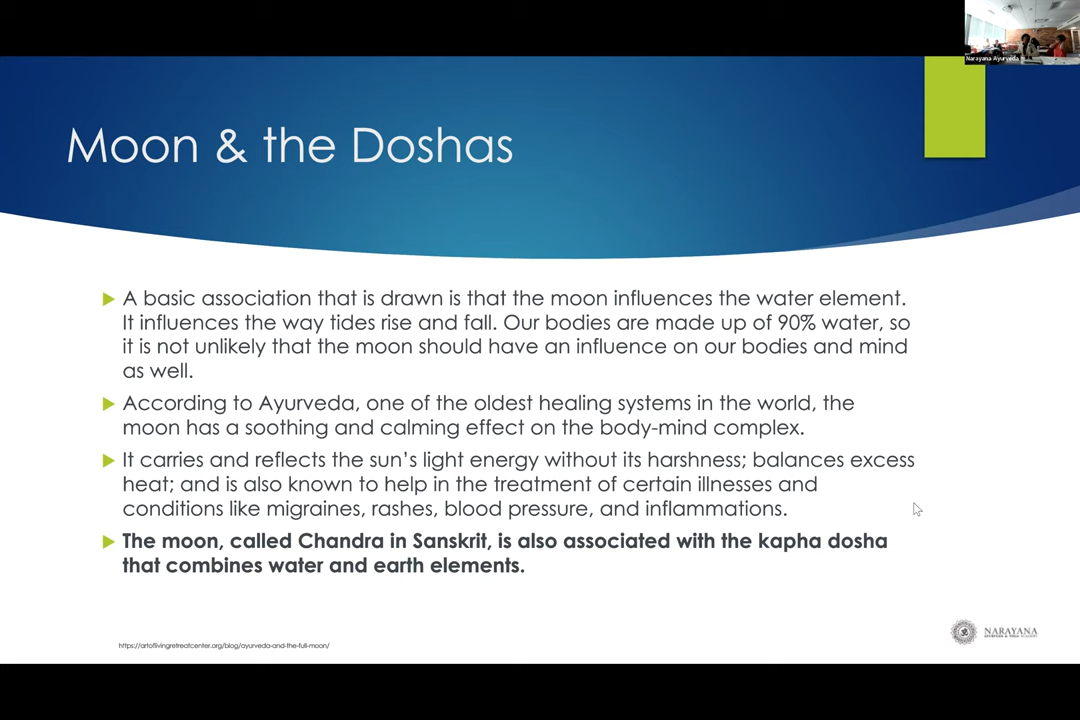 Narayana Ayurveda
Moon & the Doshas
A basic association that is drawn is that the moon influences the water element.
It influences the way tides rise and fall. Our bodies are made up of 90% water, so
it is not unlikely that the moon should have an influence on our bodies and mind
as well.
According to Ayurveda, one of the oldest healing systems in the world, the
moon has a soothing and calming effect on the body-mind complex.
It carries and reflects the sun’s light energy without its harshness; balances excess
heat; and is also known to help in the treatment of certain illnesses and
conditions like migraines, rashes, blood pressure, and inflammations.
The moon, called Chandra in Sanskrit, is also associated with the kapha dosha
that combines water and earth elements.
https://artoflivingretreatcenter.org/blog/ayurveda-and-the-full-moon/
NARAYANA